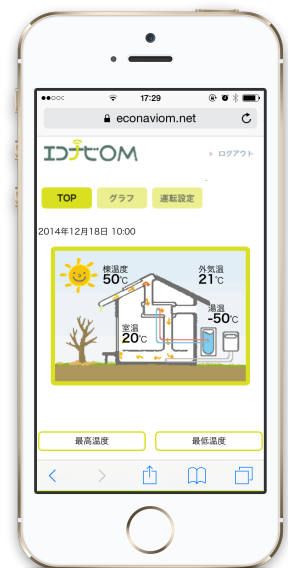 17:29
econaviom.net
エコナビOM
ログアウト
TOP グラフ 運転設定
2014年12月18日 10:00
棟温度
50℃
外気温
21℃
湯温
-50℃
室温
20℃
最高温度 最低温度